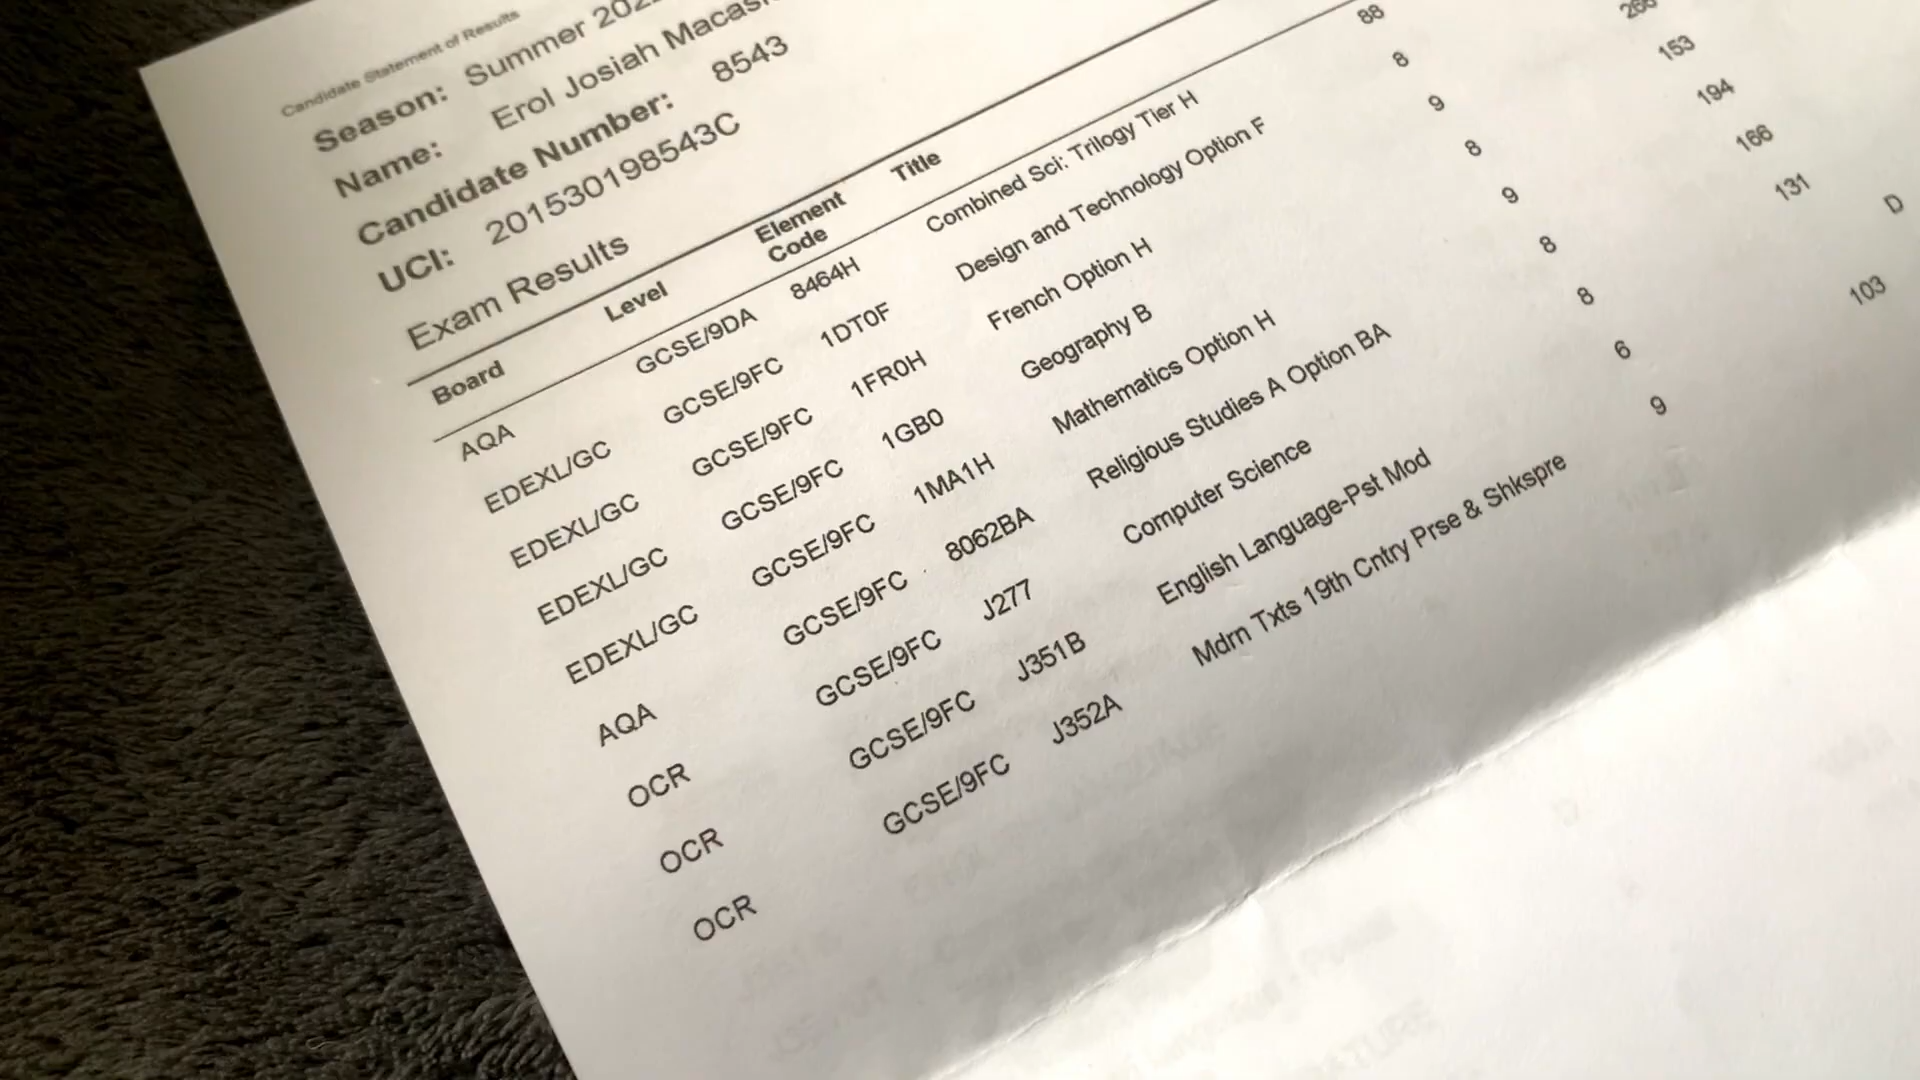 Candidate Statement of Results
Season: Summer
Name: Erol Josiah
Candidate Number: 8543
UCI: 201530198543C
Exam Results
Board Level Element Code Title
AQA GCSE/9DA 8464H Combined Sci: Trilogy Tier H 88
EDEXL/GC GCSE/9FC 1DT0F Design and Technology Option F 8
EDEXL/GC GCSE/9FC 1FR0H French Option H 9
EDEXL/GC GCSE/9FC 1GB0 Geography B 8 153
EDEXL/GC GCSE/9FC 1MA1H Mathematics Option H 9 194
AQA GCSE/9FC 8062BA Religious Studies A Option BA 8 166
OCR GCSE/9FC J277 Computer Science 8 131
OCR GCSE/9FC J351B English Language-Pst Mod 6 D
OCR GCSE/9FC J352A Mdrn Txts 19th Cntry Prse & Shkspre 9 103